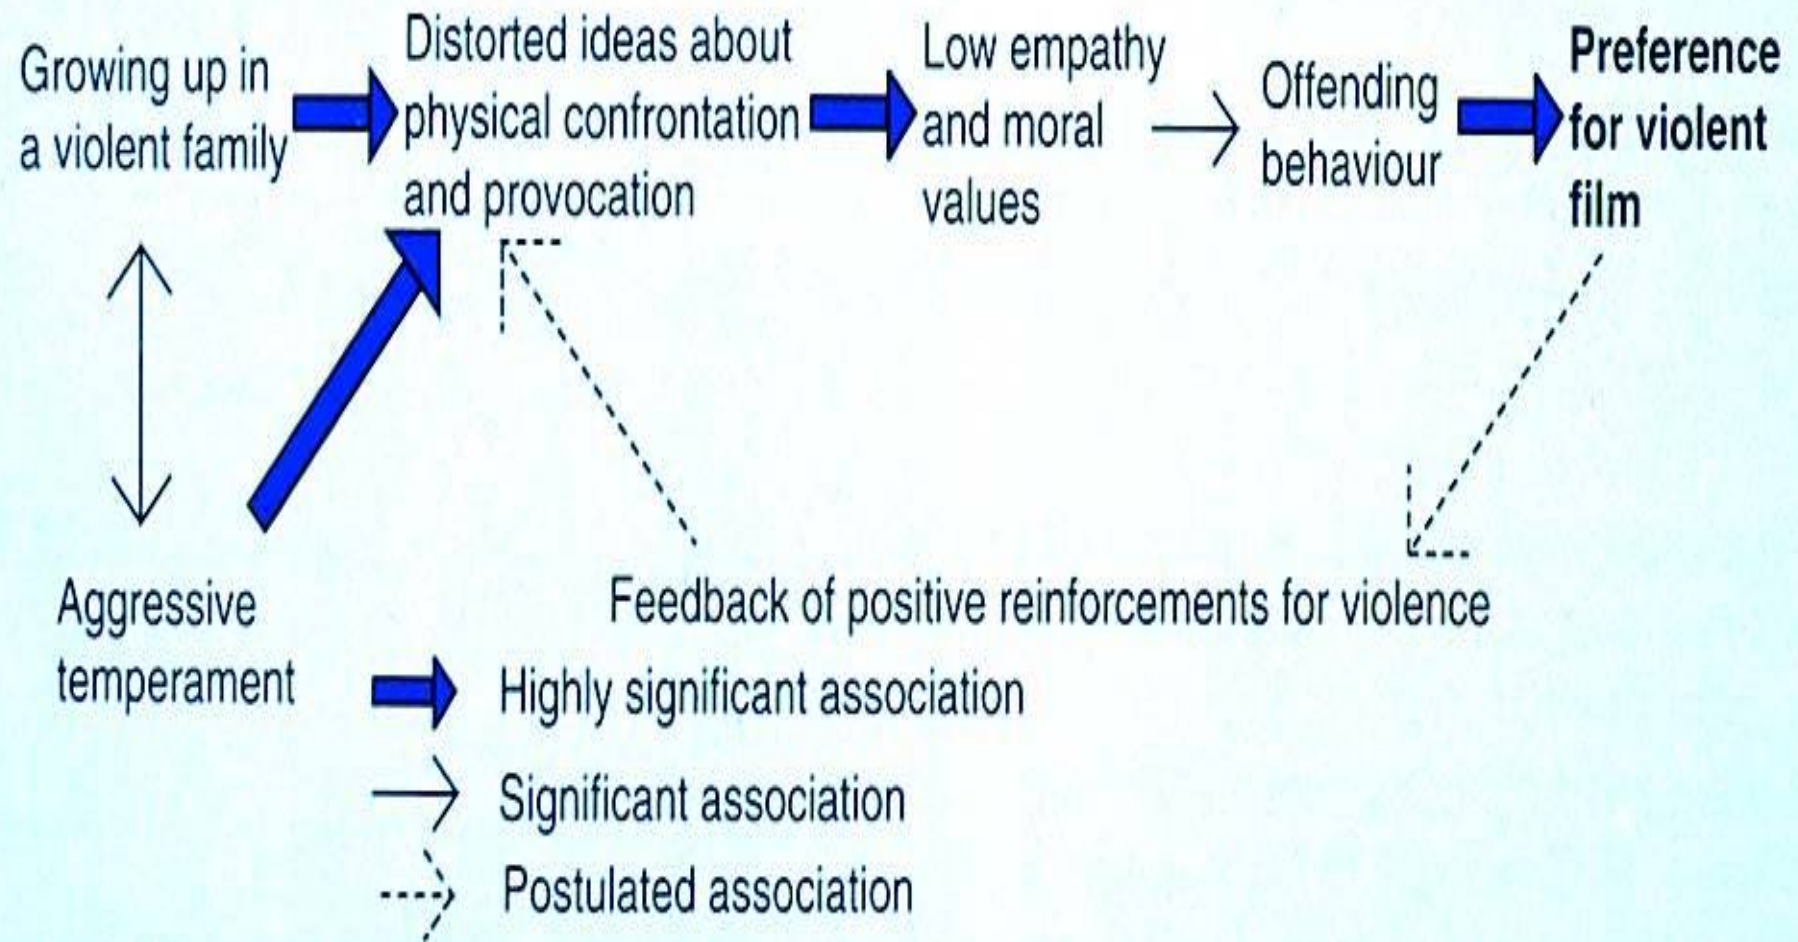 Growing up in
a violent family
Distorted ideas about
physical confrontation
and provocation
Low empathy
and moral
values
Offending
behaviour
Preference
for violent
film
Aggressive
temperament
Feedback of positive reinforcements for violence
Highly significant association
Significant association
Postulated association